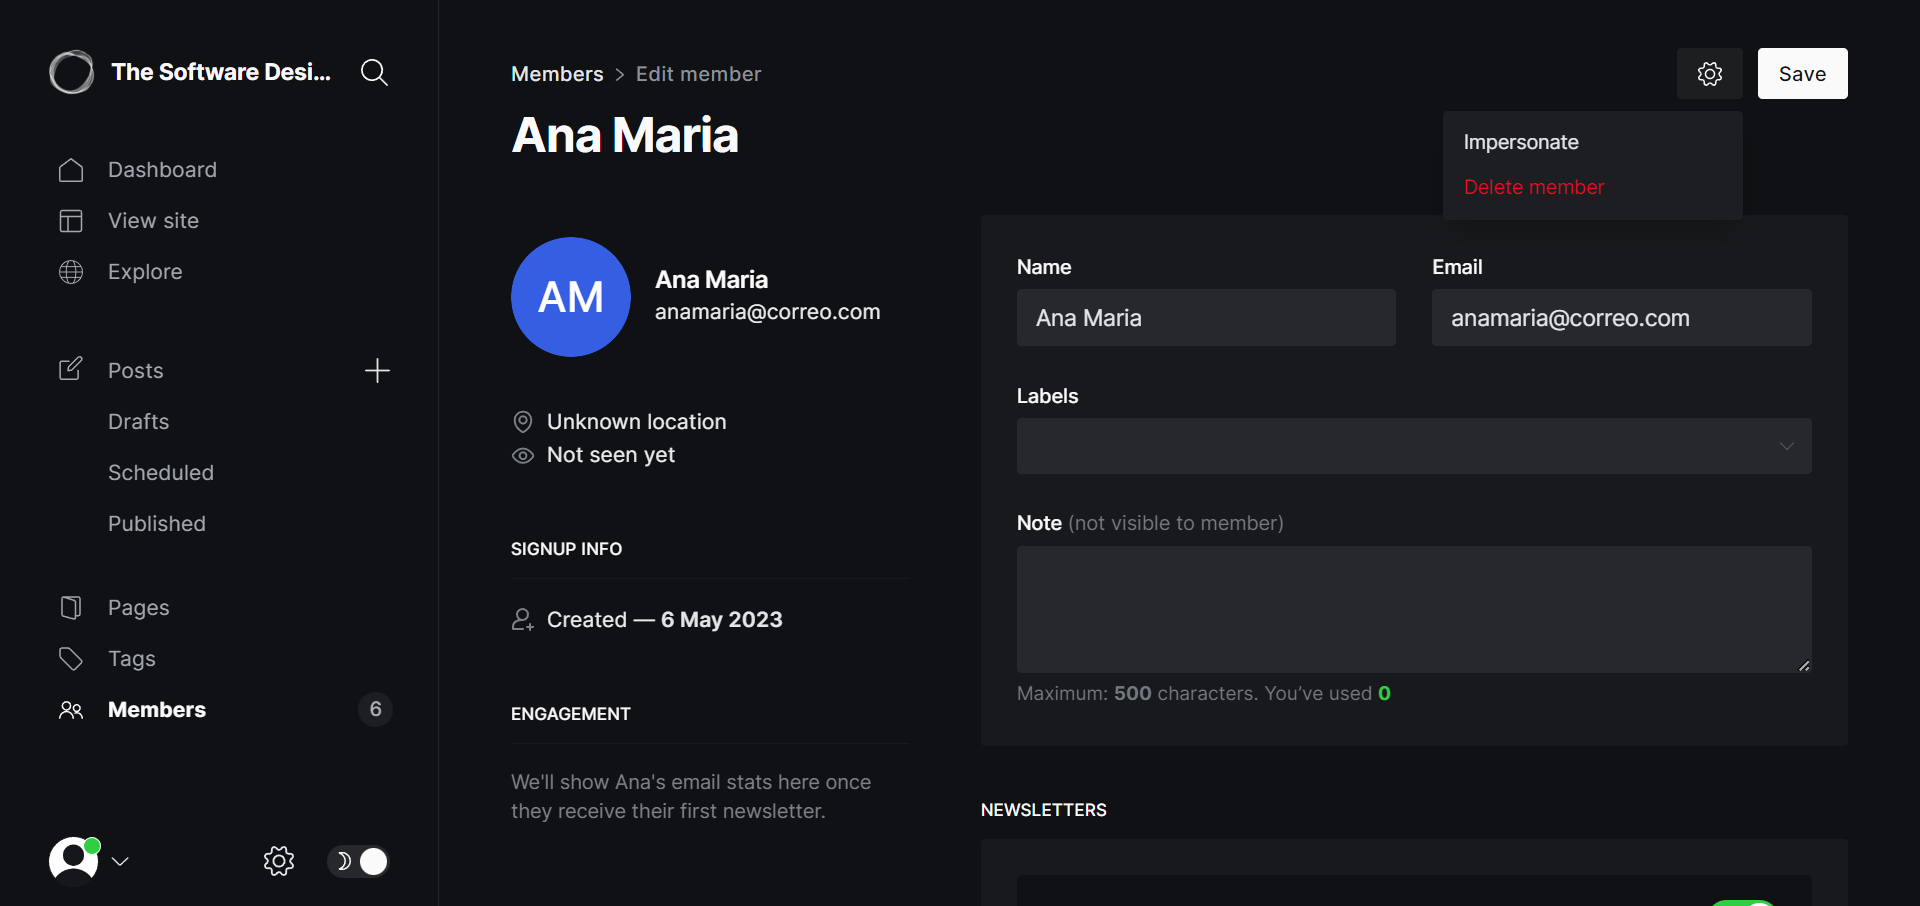 The Software Desi...
Dashboard
View site
Explore
Posts
Drafts
Scheduled
Published
Pages
Tags
Members
6
Members > Edit member
Save
Ana Maria
Impersonate
Delete member
AM
Ana Maria
anamaria@correo.com
Unknown location
Not seen yet
SIGNUP INFO
Created — 6 May 2023
ENGAGEMENT
We'll show Ana's email stats here once
they receive their first newsletter.
Name
Ana Maria
Email
anamaria@correo.com
Labels
Note (not visible to member)
Maximum: 500 characters. You’ve used 0
NEWSLETTERS